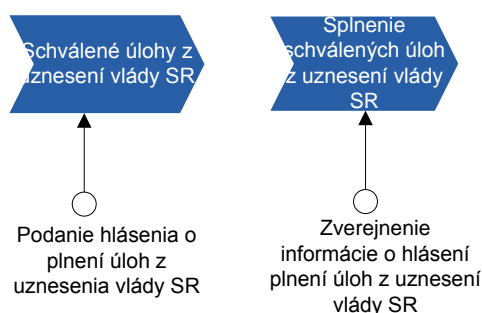 Schválené úlohy z
uznesení vlády SR
Splnenie
schválených úloh
z uznesení vlády
SR
Podanie hlásenia o
plnení úloh z
uznesenia vlády SR
Zverejnenie
informácie o hlásení
plnení úloh z uznesení
vlády SR